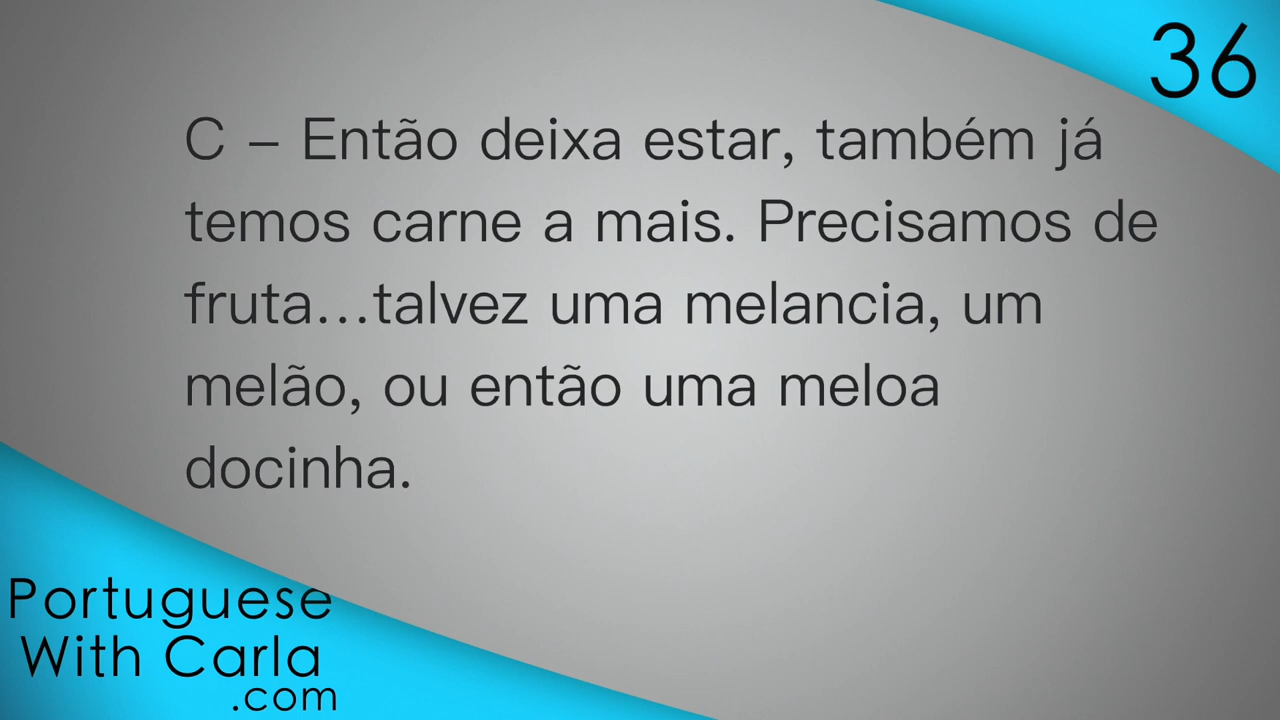 36
C – Então deixa estar, também já
temos carne a mais. Precisamos de
fruta...talvez uma melancia, um
melão, ou então uma meloa
docinha.
Portuguese
With Carla
.com